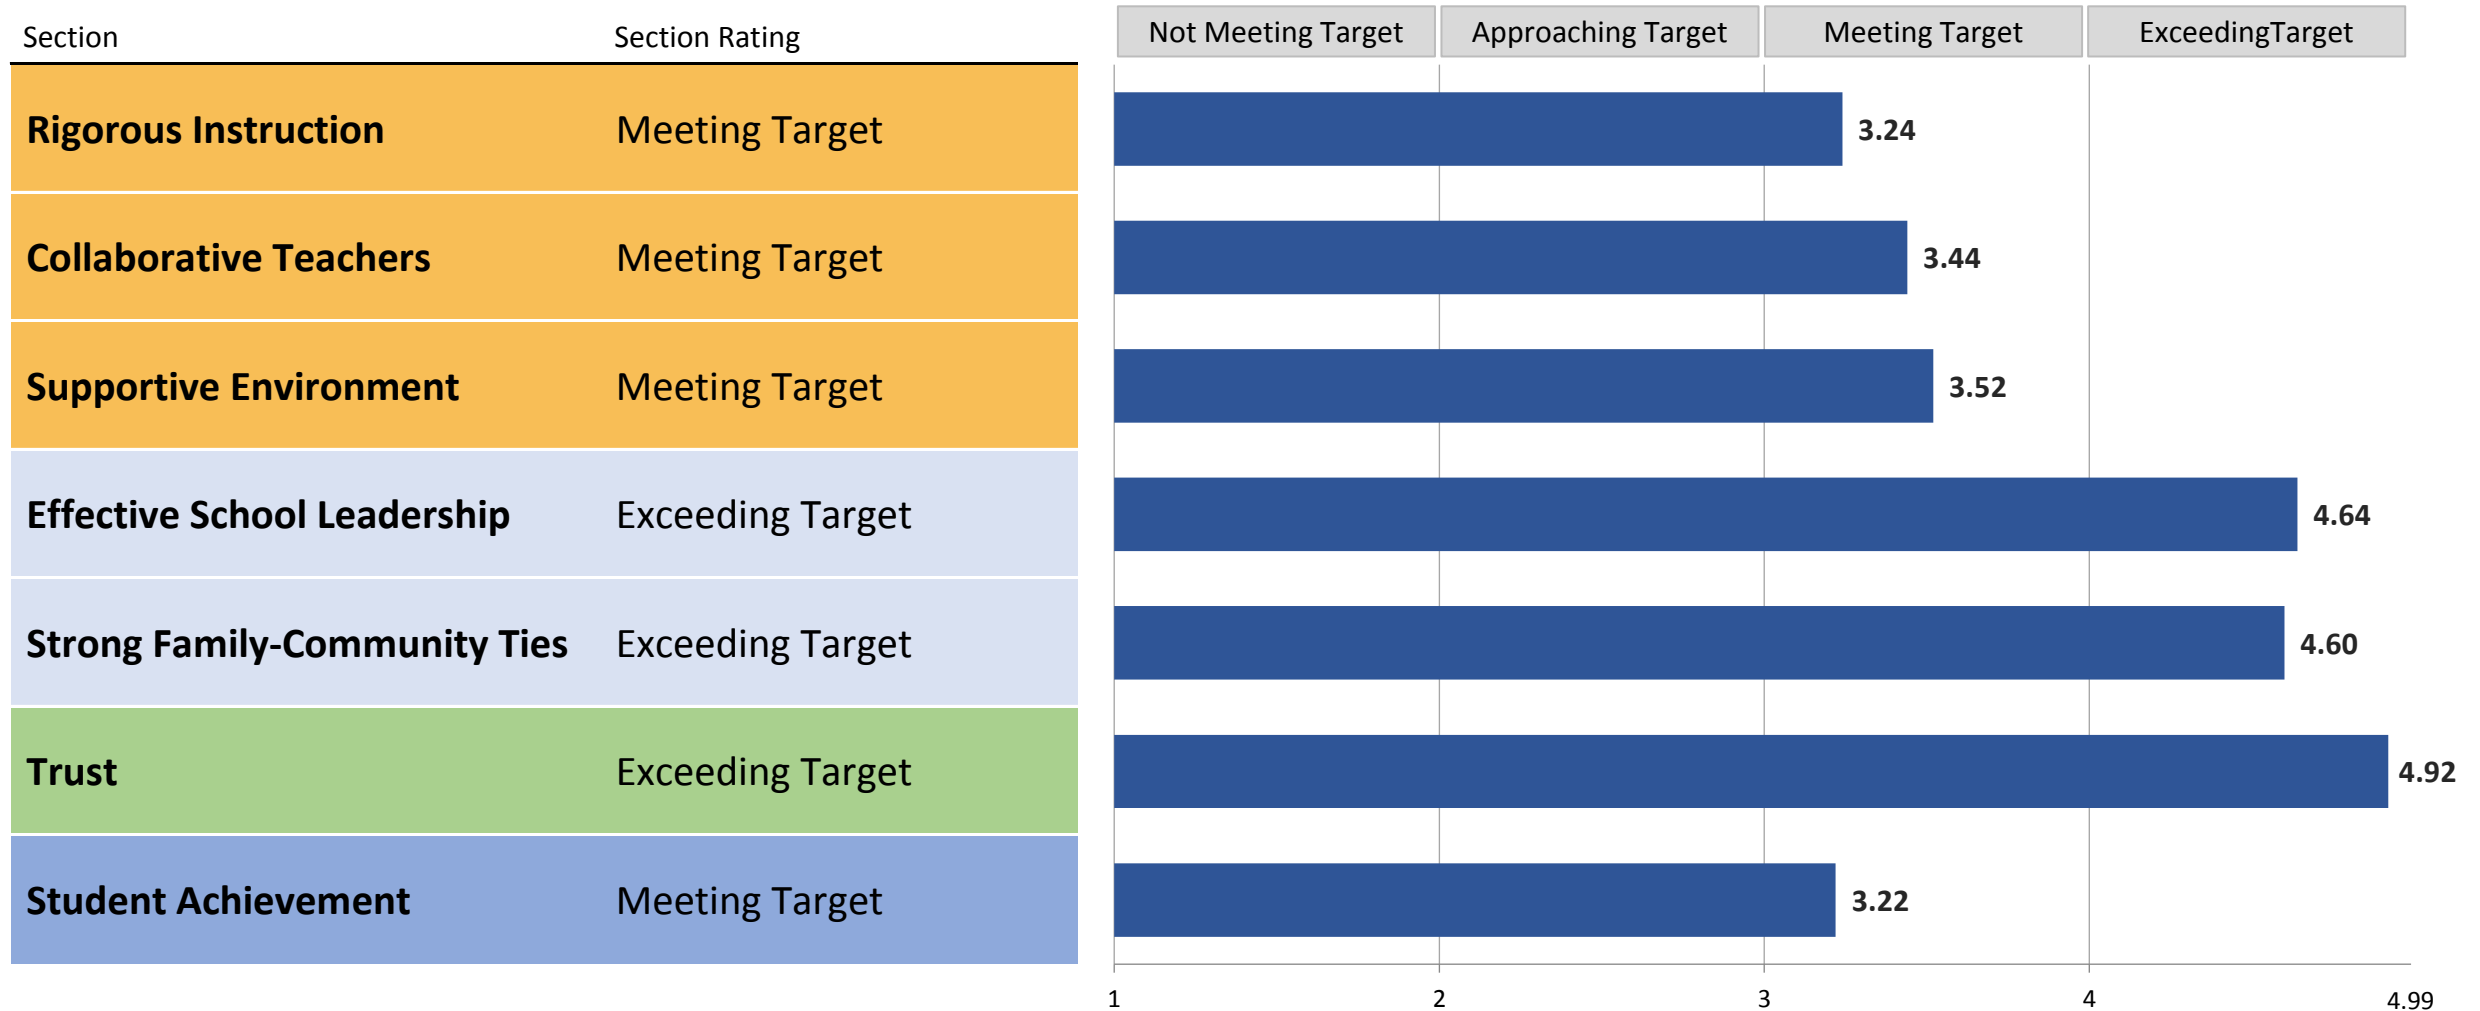 Section Section Rating Not Meeting Target Approaching Target Meeting Target ExceedingTarget
Rigorous Instruction Meeting Target 3.24
Collaborative Teachers Meeting Target 3.44
Supportive Environment Meeting Target 3.52
Effective School Leadership Exceeding Target 4.64
Strong Family-Community Ties Exceeding Target 4.60
Trust Exceeding Target 4.92
Student Achievement Meeting Target 3.22
1 2 3 4 4.99